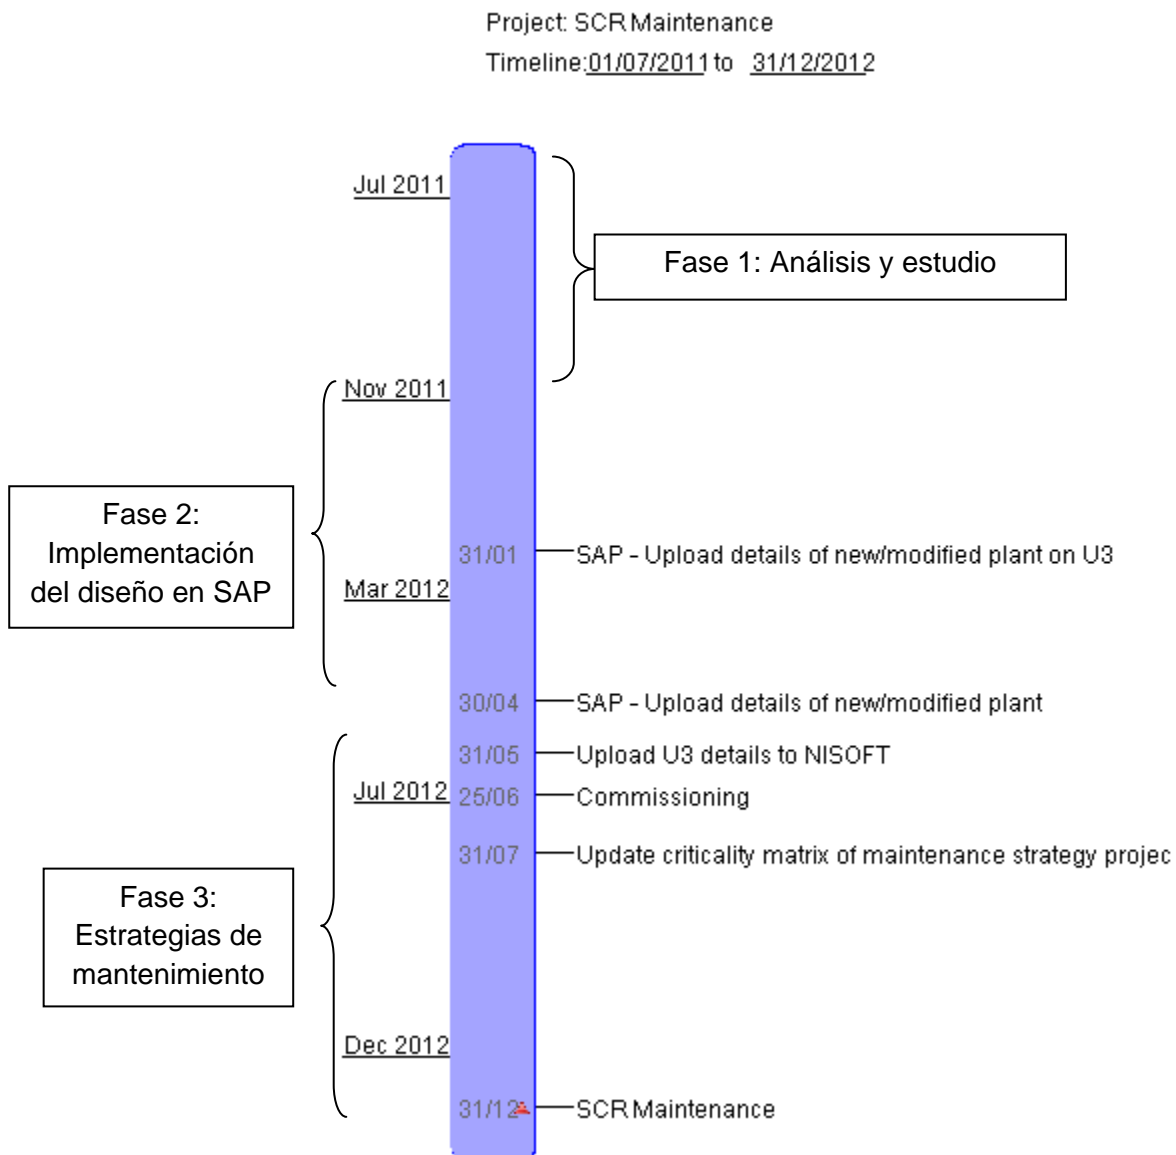 Project: SCR Maintenance
Timeline: 01/07/2011 to 31/12/2012
Jul 2011
Fase 1: Análisis y estudio
Nov 2011
Fase 2:
Implementación
del diseño en SAP
31/01 SAP - Upload details of new/modified plant on U3
Mar 2012
30/04 SAP - Upload details of new/modified plant
31/05 Upload U3 details to NISOFT
Jul 2012 25/06 Commissioning
31/07 Update criticality matrix of maintenance strategy projec
Fase 3:
Estrategias de
mantenimiento
Dec 2012
31/12 SCR Maintenance